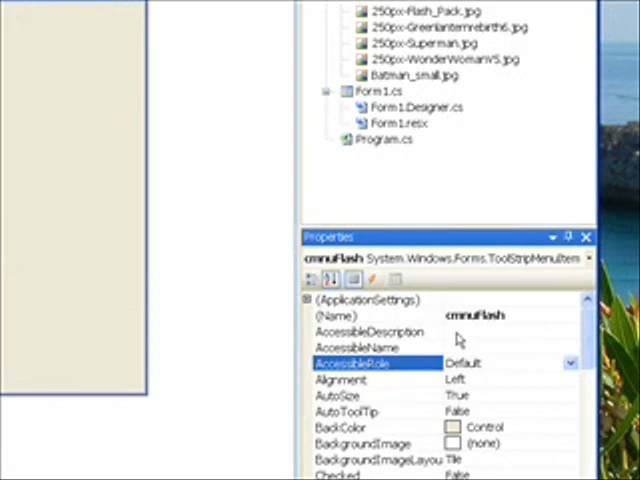 250px-Flash_Pack.jpg
250px-Greenlanternrebirth6.jpg
250px-Superman.jpg
250px-WonderWomanV5.jpg
Batman_small.jpg
Form1.cs
Form1.Designer.cs
Form1.resx
Program.cs
Properties
cmnuFlash System.Windows.Forms.ToolStripMenuItem
(ApplicationSettings)
(Name) cmnuFlash
AccessibleDescription
AccessibleName
AccessibleRole Default
Alignment Left
AutoSize True
AutoToolTip False
BackColor Control
BackgroundImage (none)
BackgroundImageLayou Tile
Checked False